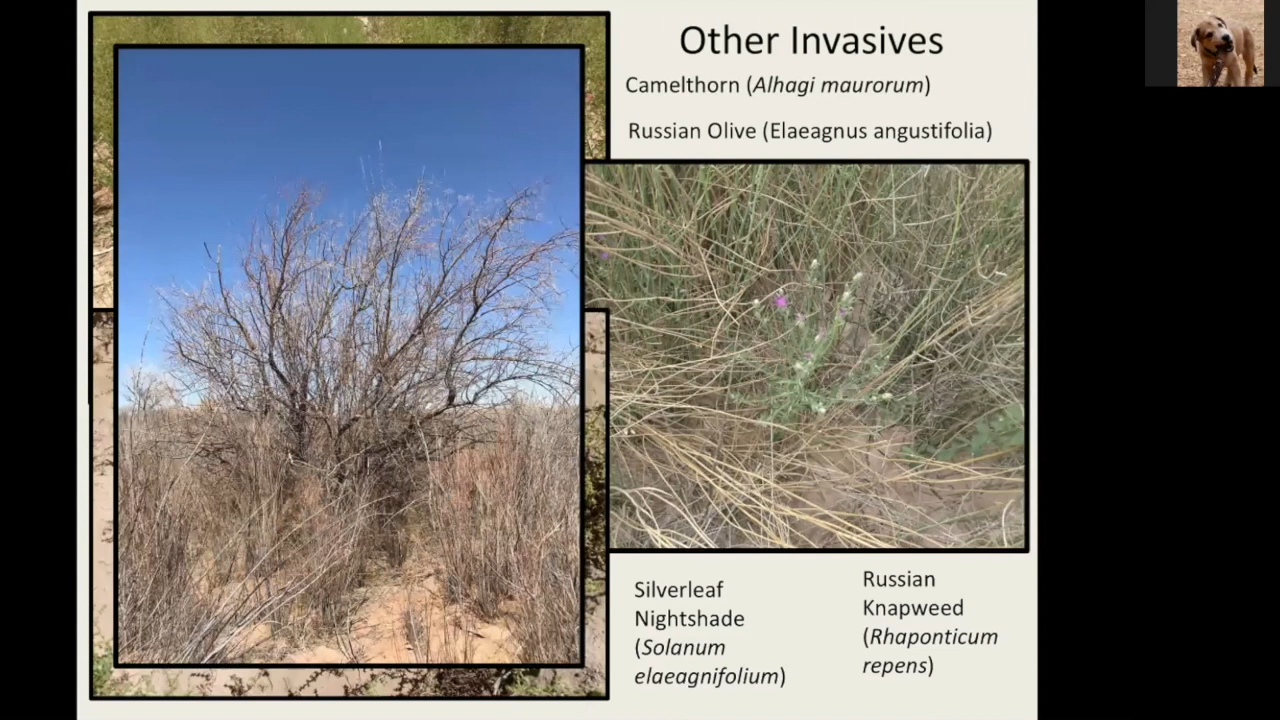 Other Invasives
Camelthorn (Alhagi maurorum)
Russian Olive (Elaeagnus angustifolia)
Silverleaf
Nightshade
(Solanum
elaeagnifolium)
Russian
Knapweed
(Rhaponticum
repens)